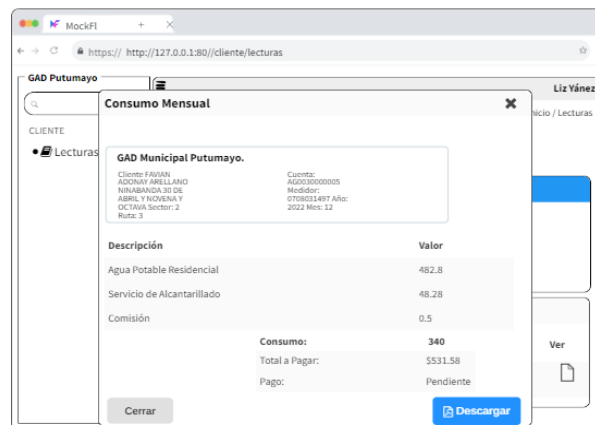 MockFl + ×
https:// http://127.0.0.1:80//cliente/lecturas
GAD Putumayo
Liz Yánez
Consumo Mensual
nicio / Lecturas
CLIENTE
Lecturas
GAD Municipal Putumayo.
Cliente FAVIAN
ADONAY ARELLANO
NINABANDA 30 DE
ABRIL Y NOVENA Y
OCTAVA Sector: 2
Ruta: 3
Cuenta:
AG0030000005
Medidor:
0708031497 Año:
2022 Mes: 12
Descripción Valor
Agua Potable Residencial 482.8
Servicio de Alcantarillado 48.28
Comisión 0.5
Consumo: 340
Total a Pagar: $531.58
Pago: Pendiente
Ver
Cerrar Descargar